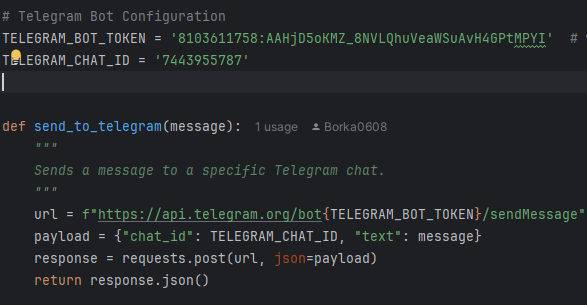 # Telegram Bot Configuration
TELEGRAM_BOT_TOKEN = '8103611758:AAHjD5oKMZ_8NVLQhuVeaWSuAvH4GPtMPYI' #
TELEGRAM_CHAT_ID = '7443955787'
def send_to_telegram(message): 1 usage Borka0608
"""
Sends a message to a specific Telegram chat.
"""
url = f"https://api.telegram.org/bot{TELEGRAM_BOT_TOKEN}/sendMessage"
payload = {"chat_id": TELEGRAM_CHAT_ID, "text": message}
response = requests.post(url, json=payload)
return response.json()